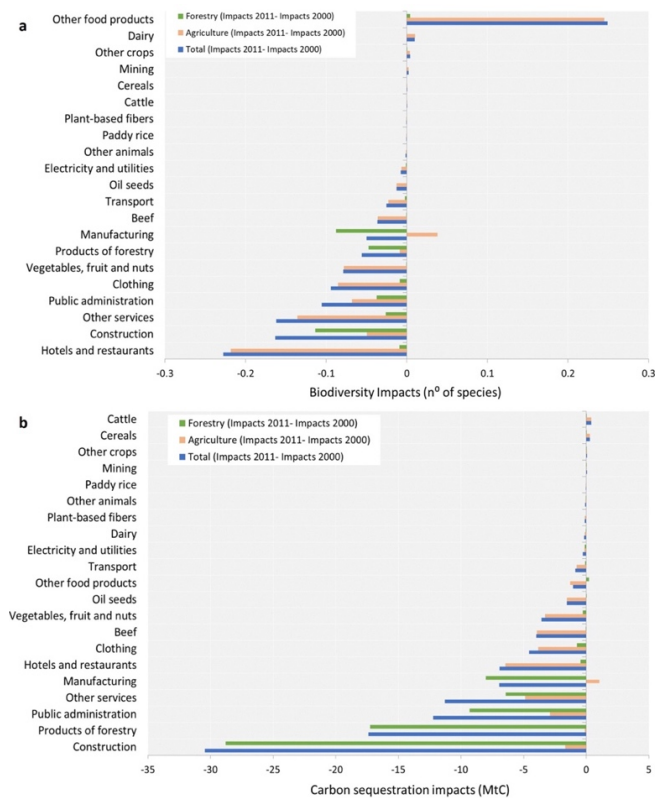 a
Other food products
Dairy
Other crops
Mining
Cereals
Cattle
Plant-based fibers
Paddy rice
Other animals
Electricity and utilities
Oil seeds
Transport
Beef
Manufacturing
Products of forestry
Vegetables, fruit and nuts
Clothing
Public administration
Other services
Construction
Hotels and restaurants
Forestry (Impacts 2011- Impacts 2000)
Agriculture (Impacts 2011- Impacts 2000)
Total (Impacts 2011- Impacts 2000)
-0.3 -0.2 -0.1 0 0.1 0.2 0.3
Biodiversity Impacts (nº of species)
b
Cattle
Cereals
Other crops
Mining
Paddy rice
Other animals
Plant-based fibers
Dairy
Electricity and utilities
Transport
Other food products
Oil seeds
Vegetables, fruit and nuts
Beef
Clothing
Hotels and restaurants
Manufacturing
Other services
Public administration
Products of forestry
Construction
Forestry (Impacts 2011- Impacts 2000)
Agriculture (Impacts 2011- Impacts 2000)
Total (Impacts 2011- Impacts 2000)
-35 -30 -25 -20 -15 -10 -5 0 5
Carbon sequestration impacts (MtC)